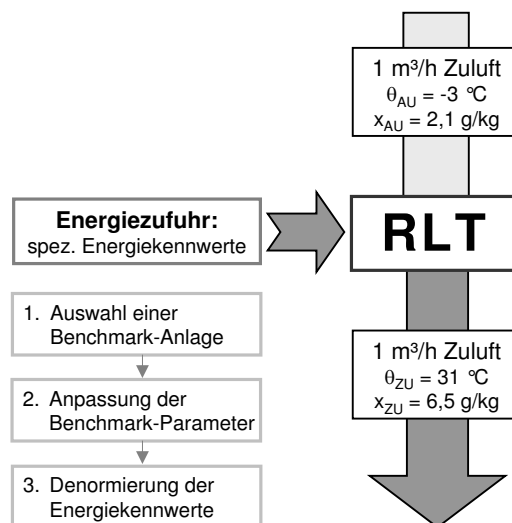 1 m³/h Zuluft
θAU = -3 °C
xAU = 2,1 g/kg
Energiezufuhr:
spez. Energiekennwerte
RLT
1. Auswahl einer
Benchmark-Anlage
2. Anpassung der
Benchmark-Parameter
3. Denormierung der
Energiekennwerte
1 m³/h Zuluft
θZU = 31 °C
xZU = 6,5 g/kg